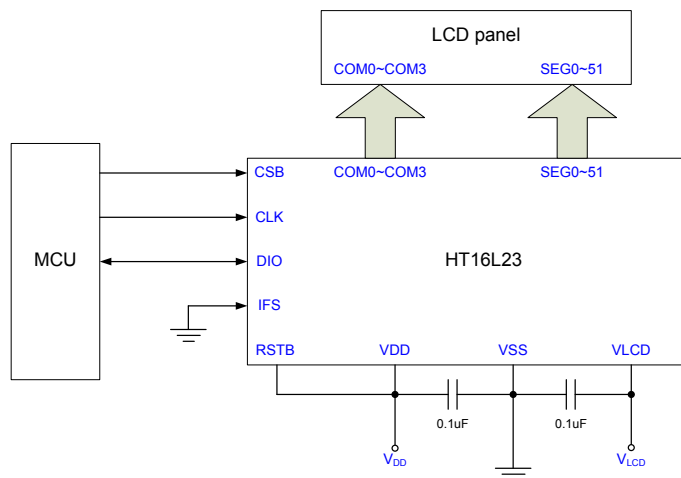 LCD panel
COM0~COM3 SEG0~51
COM0~COM3 SEG0~51
CSB
CLK
MCU DIO HT16L23
IFS
RSTB VDD VSS VLCD
0.1uF 0.1uF
VDD VLCD